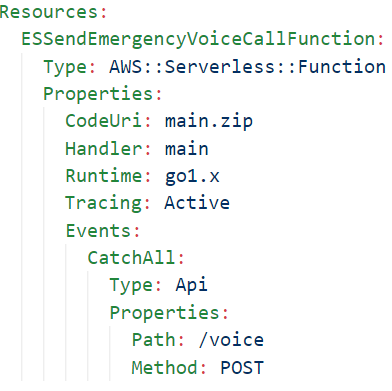 Resources:
ESSendEmergencyVoiceCallFunction:
Type: AWS::Serverless::Function
Properties:
CodeUri: main.zip
Handler: main
Runtime: go1.x
Tracing: Active
Events:
CatchAll:
Type: Api
Properties:
Path: /voice
Method: POST